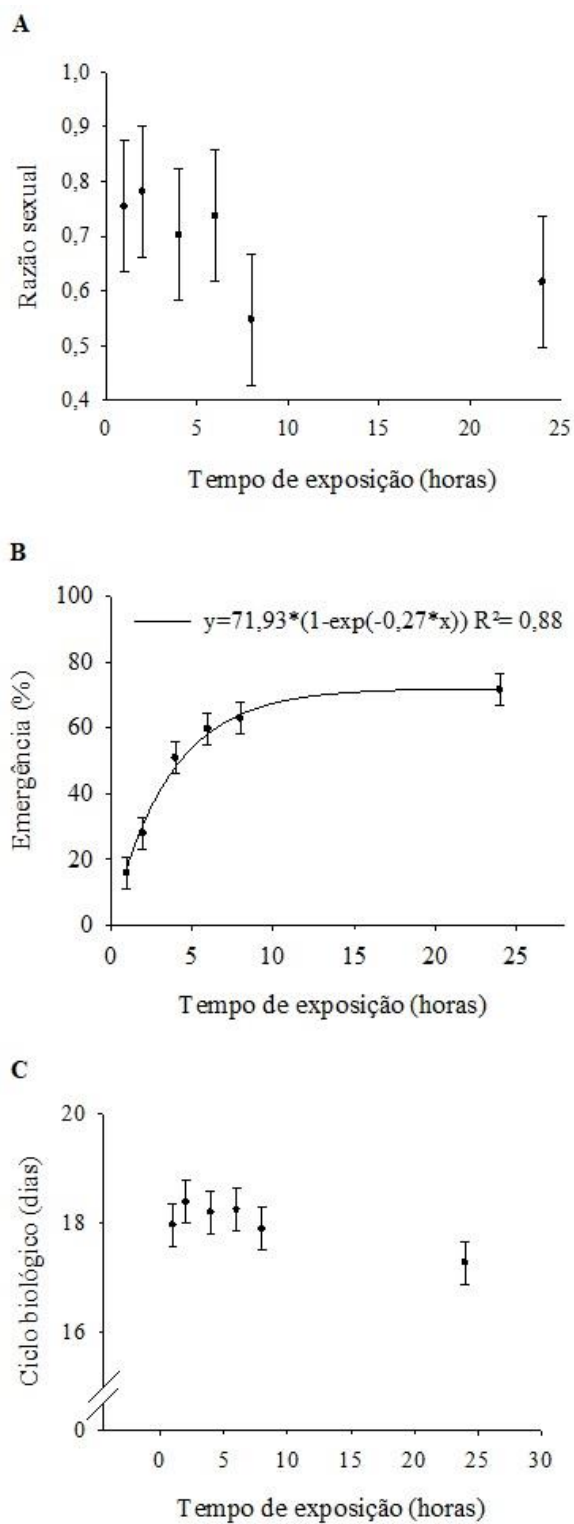 A
1,0
0,9
0,8
0,7
0,6
0,5
0,4
Razão sexual
0 5 10 15 20 25
Tempo de exposição (horas)
B
100
80
60
40
20
0
Emergência (%)
y=71,93*(1-exp(-0,27*x)) R²= 0,88
0 5 10 15 20 25
Tempo de exposição (horas)
C
20
18
16
0
Ciclo biológico (dias)
0 5 10 15 20 25 30
Tempo de exposição (horas)